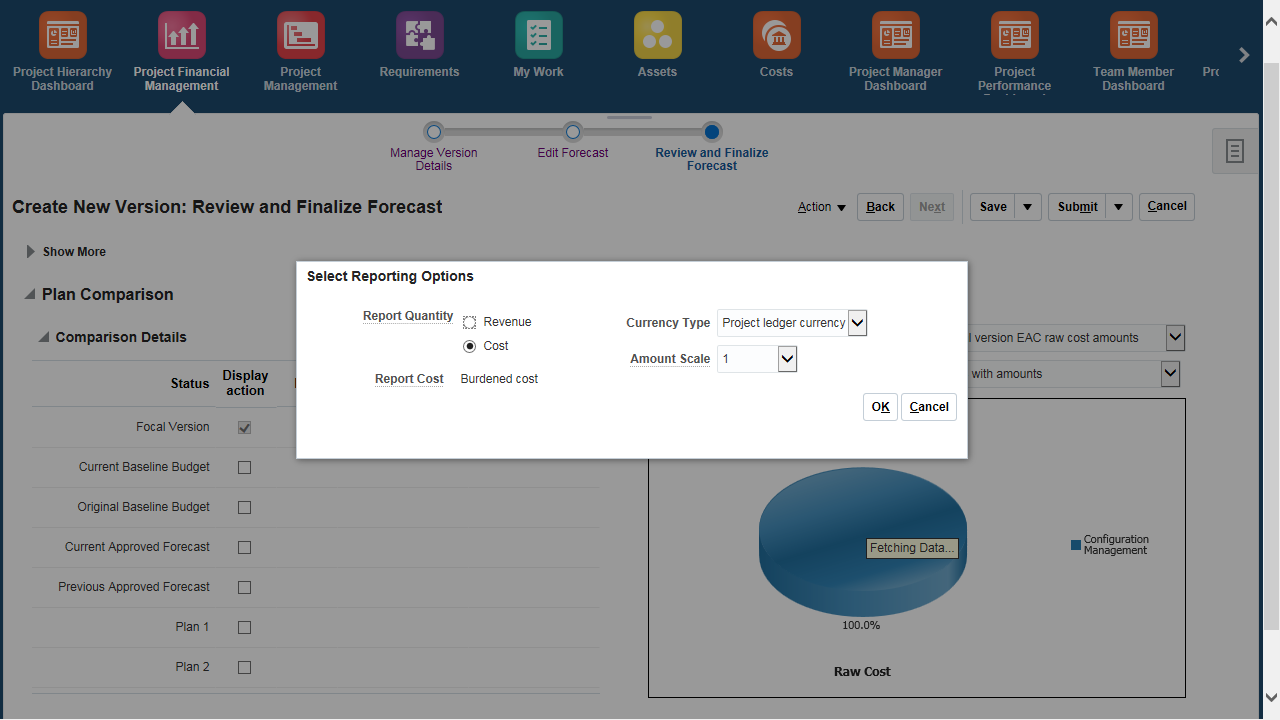 Project Hierarchy
Dashboard
Project Financial
Management
Project
Management
Requirements
My Work
Assets
Costs
Project Manager
Dashboard
Project
Performance
Team Member
Dashboard
Manage Version
Details
Edit Forecast
Review and Finalize
Forecast
Create New Version: Review and Finalize Forecast
Action
Back
Next
Save
Submit
Cancel
Show More
Plan Comparison
Comparison Details
version EAC raw cost amounts
with amounts
Status
Display
action
Focal Version
Current Baseline Budget
Original Baseline Budget
Current Approved Forecast
Previous Approved Forecast
Plan 1
Plan 2
Select Reporting Options
Report Quantity
Revenue
Cost
Report Cost
Burdened cost
Currency Type
Project ledger currency
Amount Scale
1
OK
Cancel
Fetching Data...
Configuration
Management
100.0%
Raw Cost